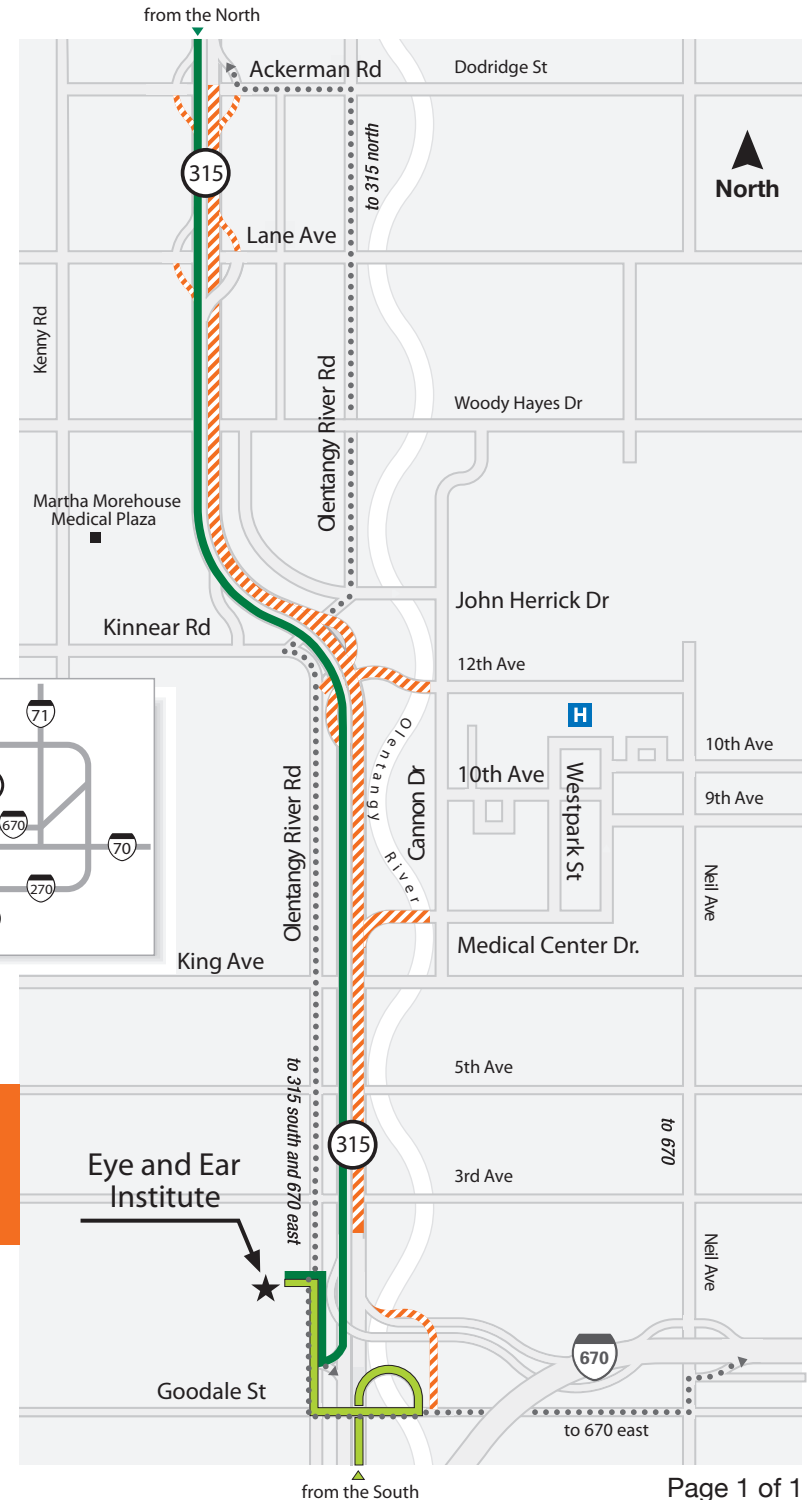 from the North
Ackerman Rd
Dodridge St
to 315 north
315
North
Lane Ave
Kenny Rd
Olentangy River Rd
Woody Hayes Dr
Martha Morehouse
Medical Plaza
John Herrick Dr
Kinnear Rd
12th Ave
H
71
670
70
270
Olentangy River Rd
Olentangy
River
Cannon Dr
10th Ave
Westpark St
10th Ave
9th Ave
Neil Ave
Medical Center Dr.
King Ave
5th Ave
to 315 south and 670 east
315
to 670
3rd Ave
Eye and Ear
Institute
Neil Ave
670
Goodale St
to 670 east
from the South
Page 1 of 1